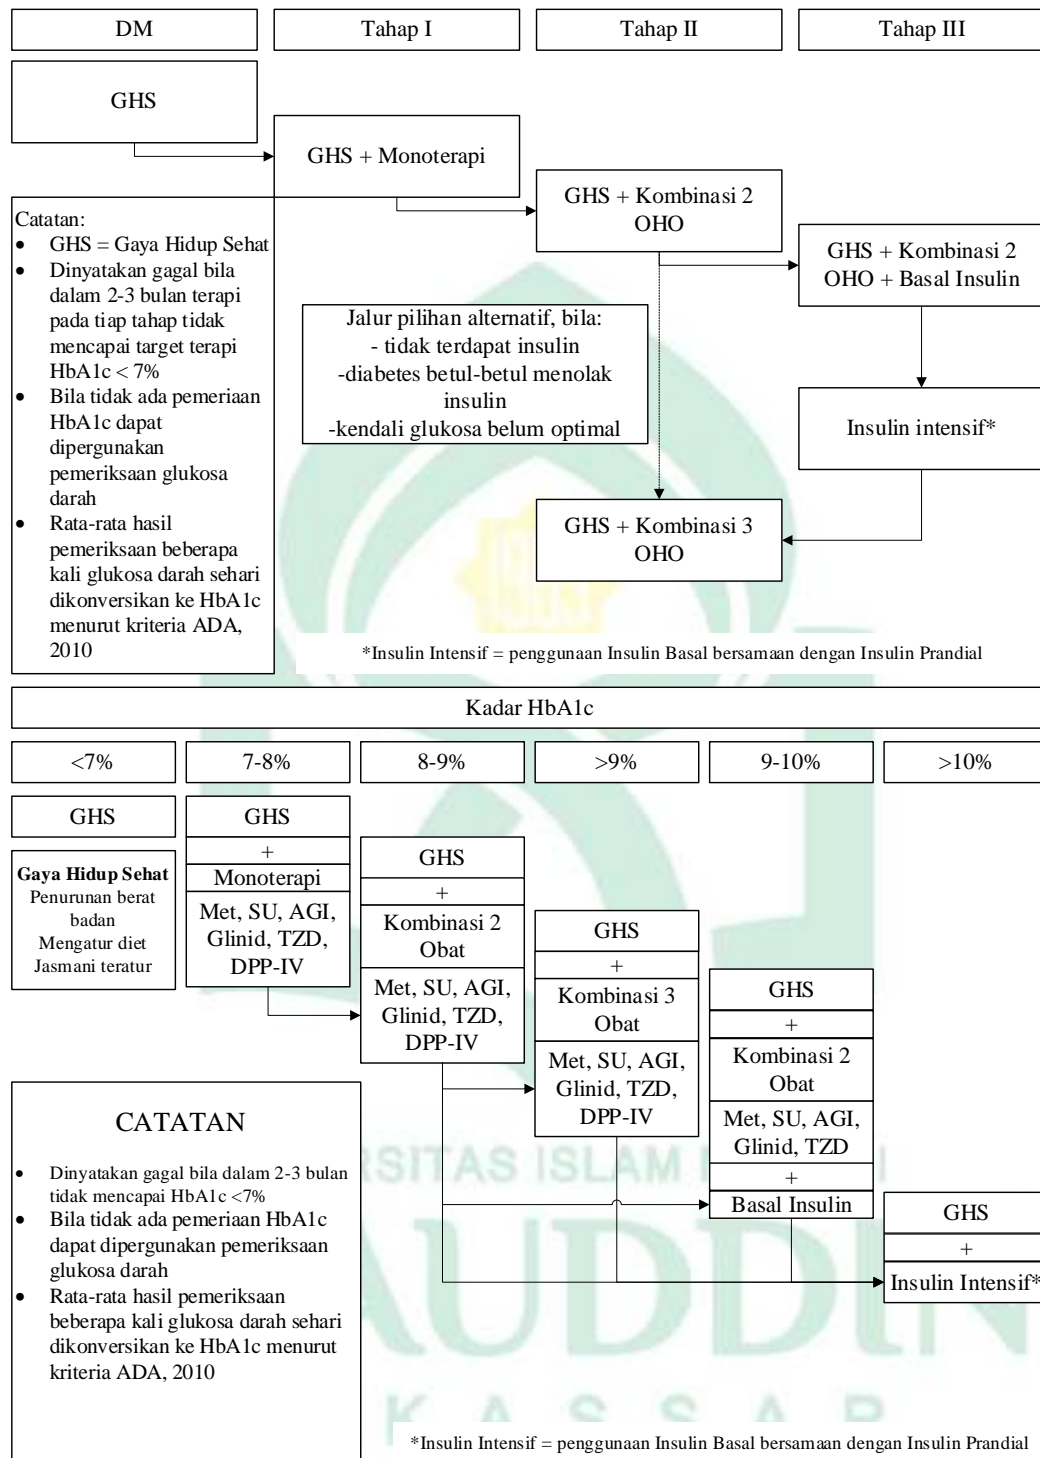 DM
Tahap I
Tahap II
Tahap III
GHS
GHS + Monoterapi
GHS + Kombinasi 2
OHO
GHS + Kombinasi 2
OHO + Basal Insulin
Catatan:
• GHS = Gaya Hidup Sehat
• Dinyatakan gagal bila
dalam 2-3 bulan terapi
pada tiap tahap tidak
mencapai target terapi
HbA1c < 7%
• Bila tidak ada pemeriaan
HbA1c dapat
dipergunakan
pemeriksaan glukosa
darah
• Rata-rata hasil
pemeriksaan beberapa
kali glukosa darah sehari
dikonversikan ke HbA1c
menurut kriteria ADA,
2010
Jalur pilihan alternatif, bila:
- tidak terdapat insulin
-diabetes betul-betul menolak
insulin
-kendali glukosa belum optimal
Insulin intensif*
GHS + Kombinasi 3
OHO
*Insulin Intensif = penggunaan Insulin Basal bersamaan dengan Insulin Prandial
Kadar HbA1c
<7%
7-8%
8-9%
>9%
9-10%
>10%
GHS
Gaya Hidup Sehat
Penurunan berat
badan
Mengatur diet
Jasmani teratur
GHS
+
Monoterapi
Met, SU, AGI,
Glinid, TZD,
DPP-IV
GHS
+
Kombinasi 2
Obat
Met, SU, AGI,
Glinid, TZD,
DPP-IV
GHS
+
Kombinasi 3
Obat
Met, SU, AGI,
Glinid, TZD,
DPP-IV
GHS
+
Kombinasi 2
Obat
Met, SU, AGI,
Glinid, TZD
+
Basal Insulin
GHS
+
Insulin Intensif*
CATATAN
• Dinyatakan gagal bila dalam 2-3 bulan
tidak mencapai HbA1c <7%
• Bila tidak ada pemeriaan HbA1c
dapat dipergunakan pemeriksaan
glukosa darah
• Rata-rata hasil pemeriksaan
beberapa kali glukosa darah sehari
dikonversikan ke HbA1c menurut
kriteria ADA, 2010
*Insulin Intensif = penggunaan Insulin Basal bersamaan dengan Insulin Prandial